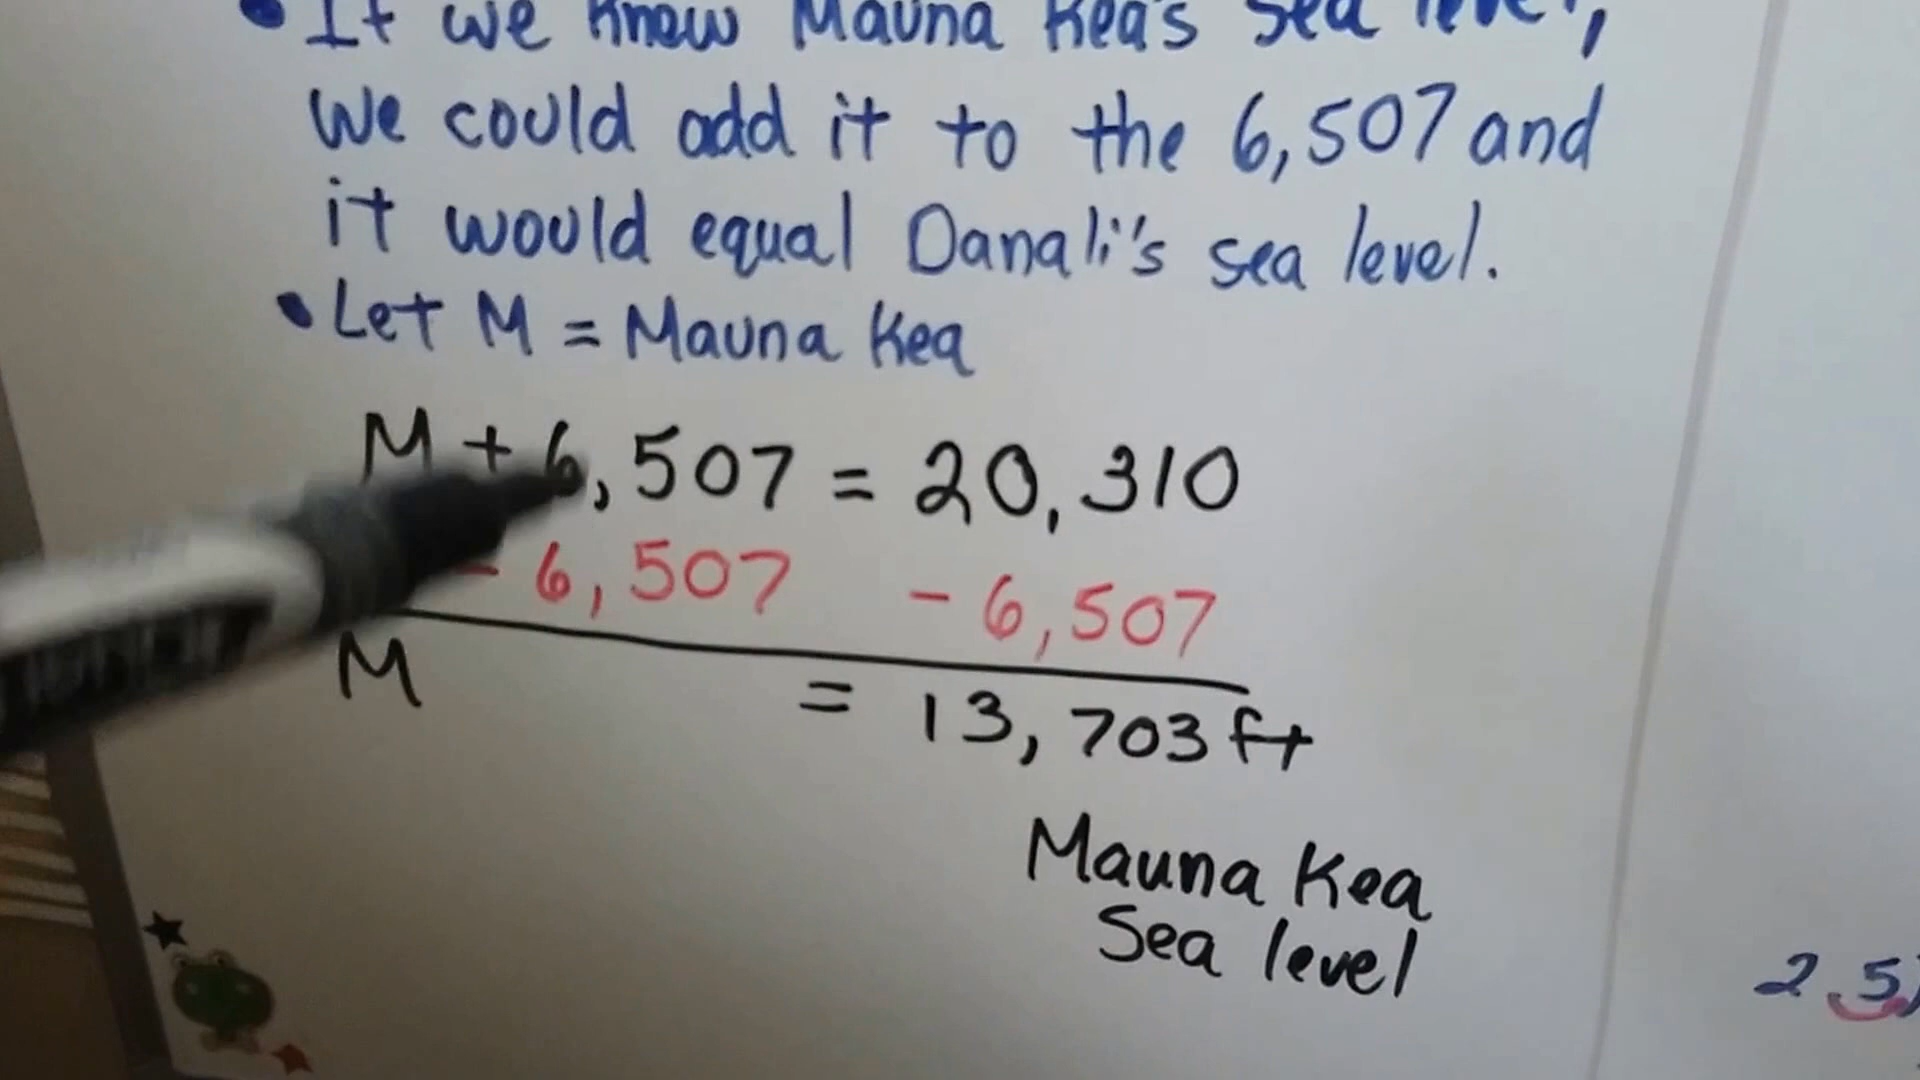 • If we knew Mauna Kea's sea level,
we could add it to the 6,507 and
it would equal Danali's sea level.
• Let M = Mauna Kea
M + 6,507 = 20,310
- 6,507 - 6,507
M = 13,703 ft
Mauna Kea
Sea level
2.5